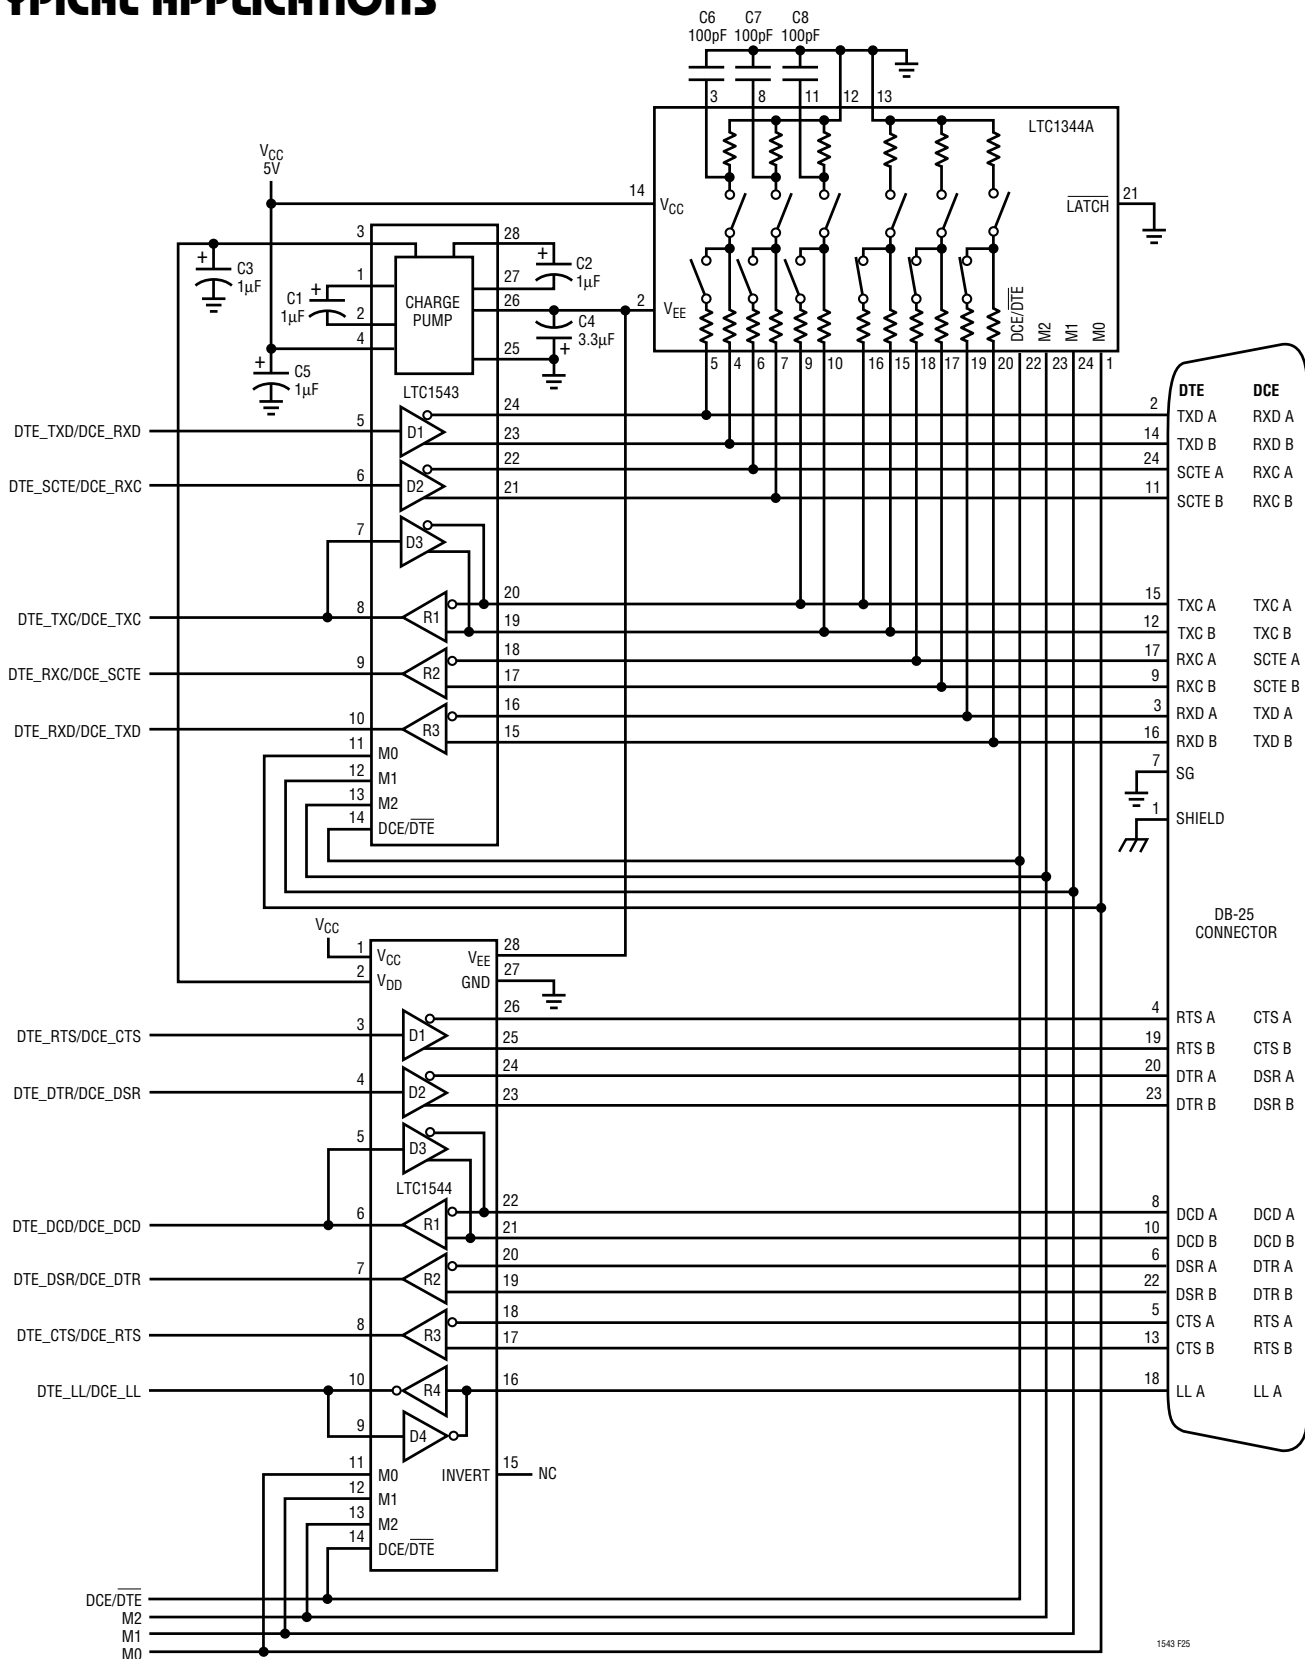 TYPICAL APPLICATIONS
C6 C7 C8
100pF 100pF 100pF
3 8 11 12 13
LTC1344A
VCC
5V
14 VCC
LATCH 21
3 28
C3
1µF
1 27
C2
1µF
C1
1µF
CHARGE
PUMP
26
2 VEE
2
C4
3.3µF
4 25
C5
1µF
DCE/DTE M2 M1 M0
5 4 6 7 9 10 16 15 18 17 19 20 22 23 24 1
LTC1543
DTE DCE
DTE_TXD/DCE_RXD 5 D1 24 2 TXD A RXD A
23 14 TXD B RXD B
DTE_SCTE/DCE_RXC 6 D2 22 24 SCTE A RXC A
21 11 SCTE B RXC B
7 D3
DTE_TXC/DCE_TXC 8 R1 20 15 TXC A TXC A
19 12 TXC B TXC B
DTE_RXC/DCE_SCTE 9 R2 18 17 RXC A SCTE A
17 9 RXC B SCTE B
DTE_RXD/DCE_TXD 10 R3 16 3 RXD A TXD A
15 16 RXD B TXD B
11 M0
7 SG
12 M1
13 M2
1 SHIELD
14 DCE/DTE
DB-25
CONNECTOR
VCC
1 VCC VEE 28
2 VDD GND 27
DTE_RTS/DCE_CTS 3 D1 26 4 RTS A CTS A
25 19 RTS B CTS B
DTE_DTR/DCE_DSR 4 D2 24 20 DTR A DSR A
23 23 DTR B DSR B
5 D3
LTC1544
DTE_DCD/DCE_DCD 6 R1 22 8 DCD A DCD A
21 10 DCD B DCD B
DTE_DSR/DCE_DTR 7 R2 20 6 DSR A DTR A
19 22 DSR B DTR B
DTE_CTS/DCE_RTS 8 R3 18 5 CTS A RTS A
17 13 CTS B RTS B
DTE_LL/DCE_LL 10 R4 16 18 LL A LL A
9 D4
11 M0 INVERT 15 NC
12 M1
13 M2
14 DCE/DTE
DCE/DTE
M2
M1
M0
1543 F25